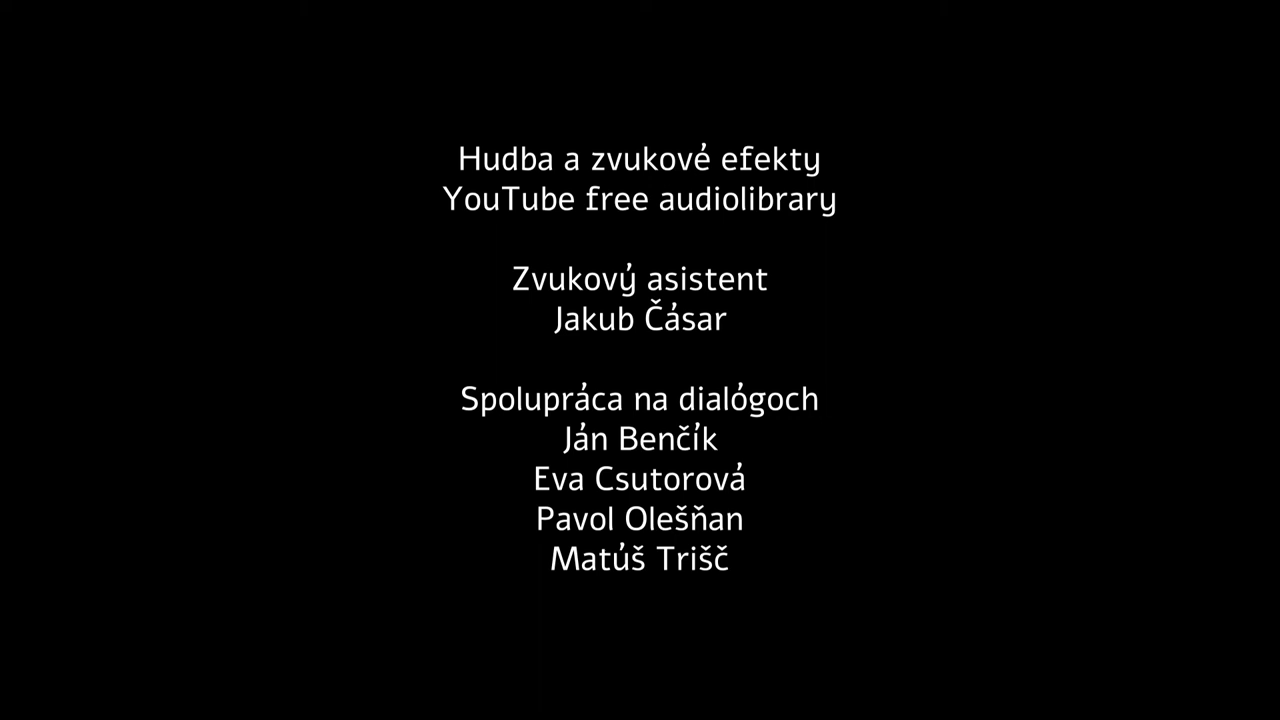 Hudba a zvukové efekty
YouTube free audiolibrary
Zvukový asistent
Jakub Čásar
Spolupráca na dialógoch
Ján Benčík
Eva Csutorová
Pavol Olešňan
Matúš Trišč